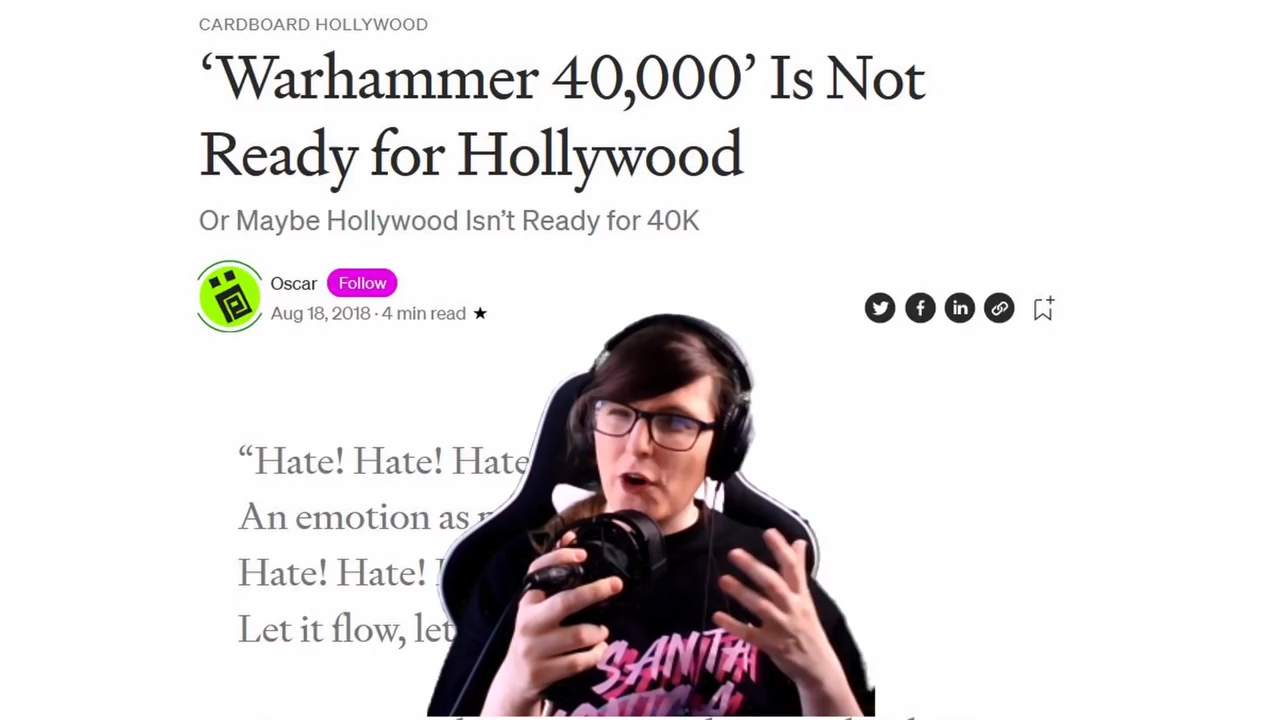 CARDBOARD HOLLYWOOD
‘Warhammer 40,000’ Is Not
Ready for Hollywood
Or Maybe Hollywood Isn’t Ready for 40K
Oscar Follow
Aug 18, 2018 · 4 min read ★
“Hate! Hate! Hate
An emotion as
Hate! Hate!
Let it flow, let
SANTA